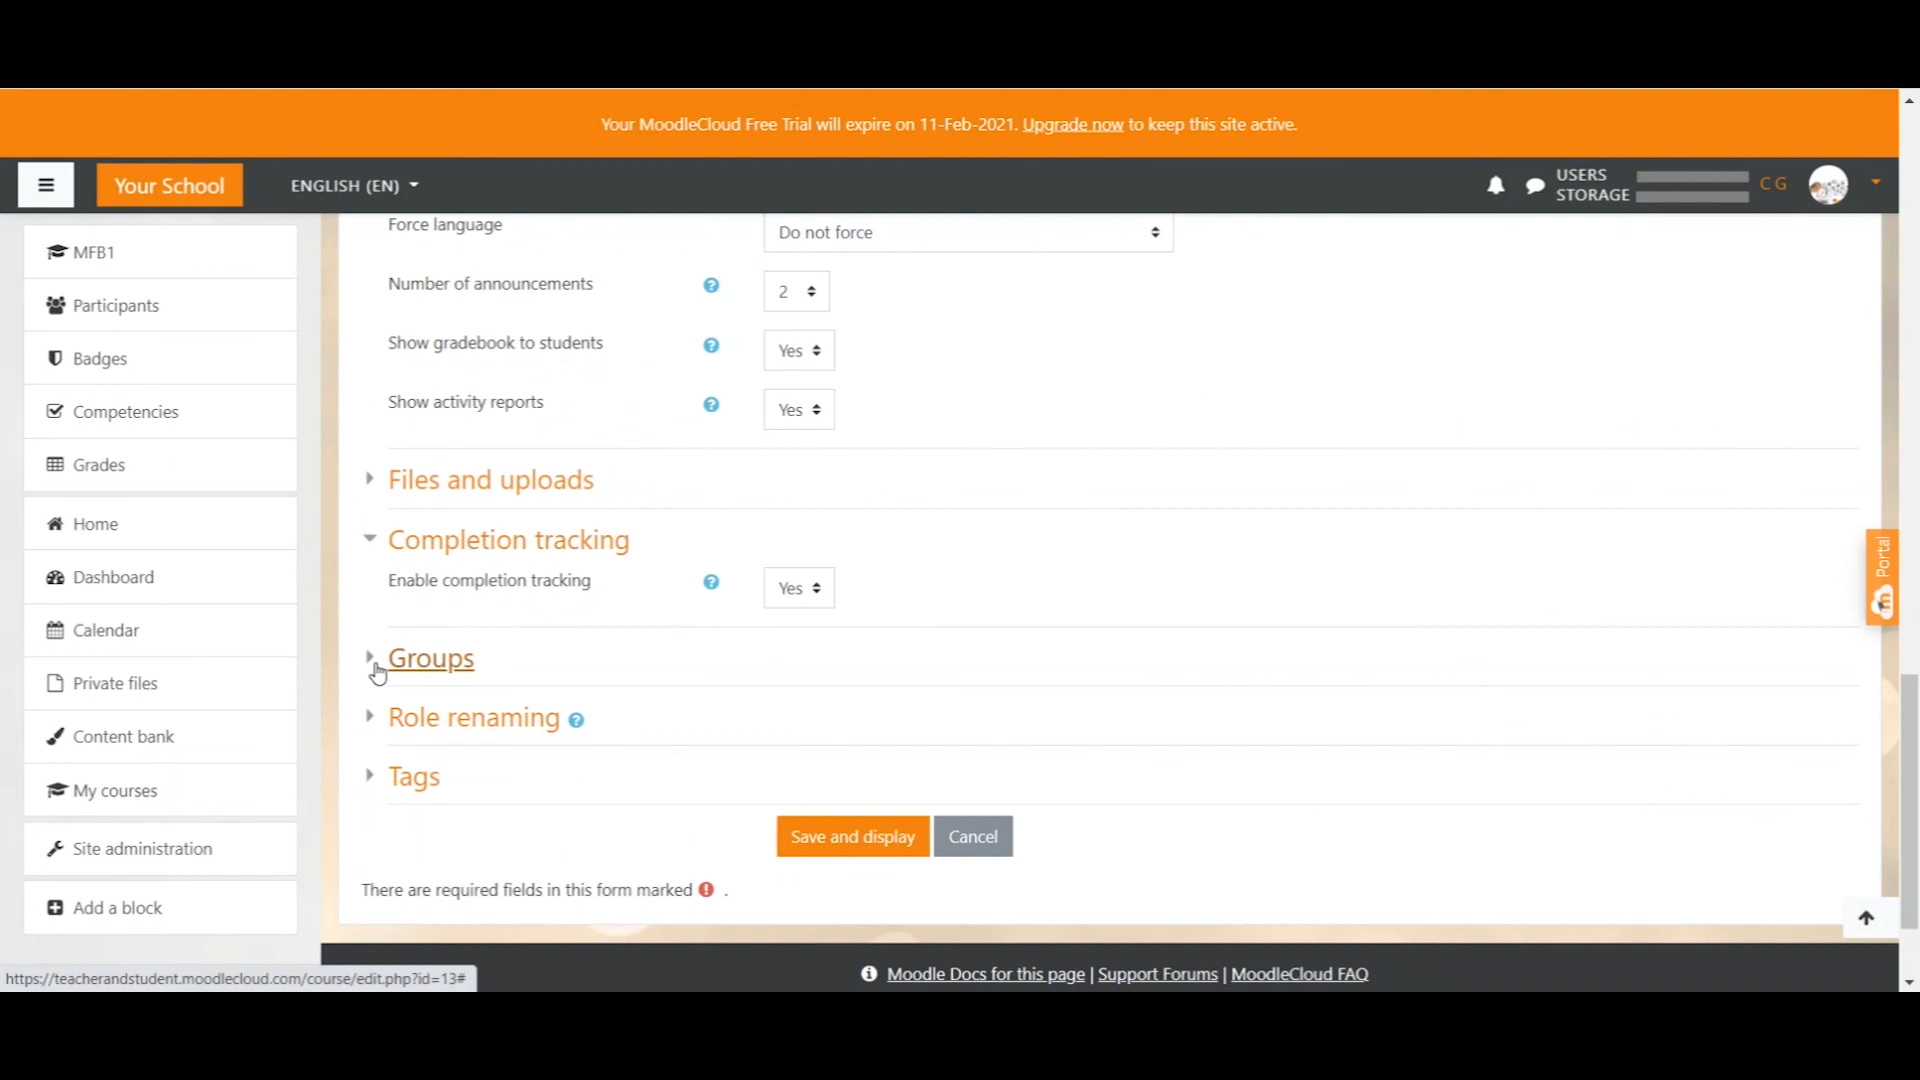 Your MoodleCloud Free Trial will expire on 11-Feb-2021. Upgrade now to keep this site active.
Your School
ENGLISH (EN)
USERS
STORAGE
C G
MFB1
Participants
Badges
Competencies
Grades
Home
Dashboard
Calendar
Private files
Content bank
My courses
Site administration
Add a block
Force language
Do not force
Number of announcements
2
Show gradebook to students
Yes
Show activity reports
Yes
Files and uploads
Completion tracking
Enable completion tracking
Yes
Groups
Role renaming
Tags
Save and display
Cancel
There are required fields in this form marked .
Portal
https://teacherandstudent.moodlecloud.com/course/edit.php?id=13#
Moodle Docs for this page | Support Forums | MoodleCloud FAQ